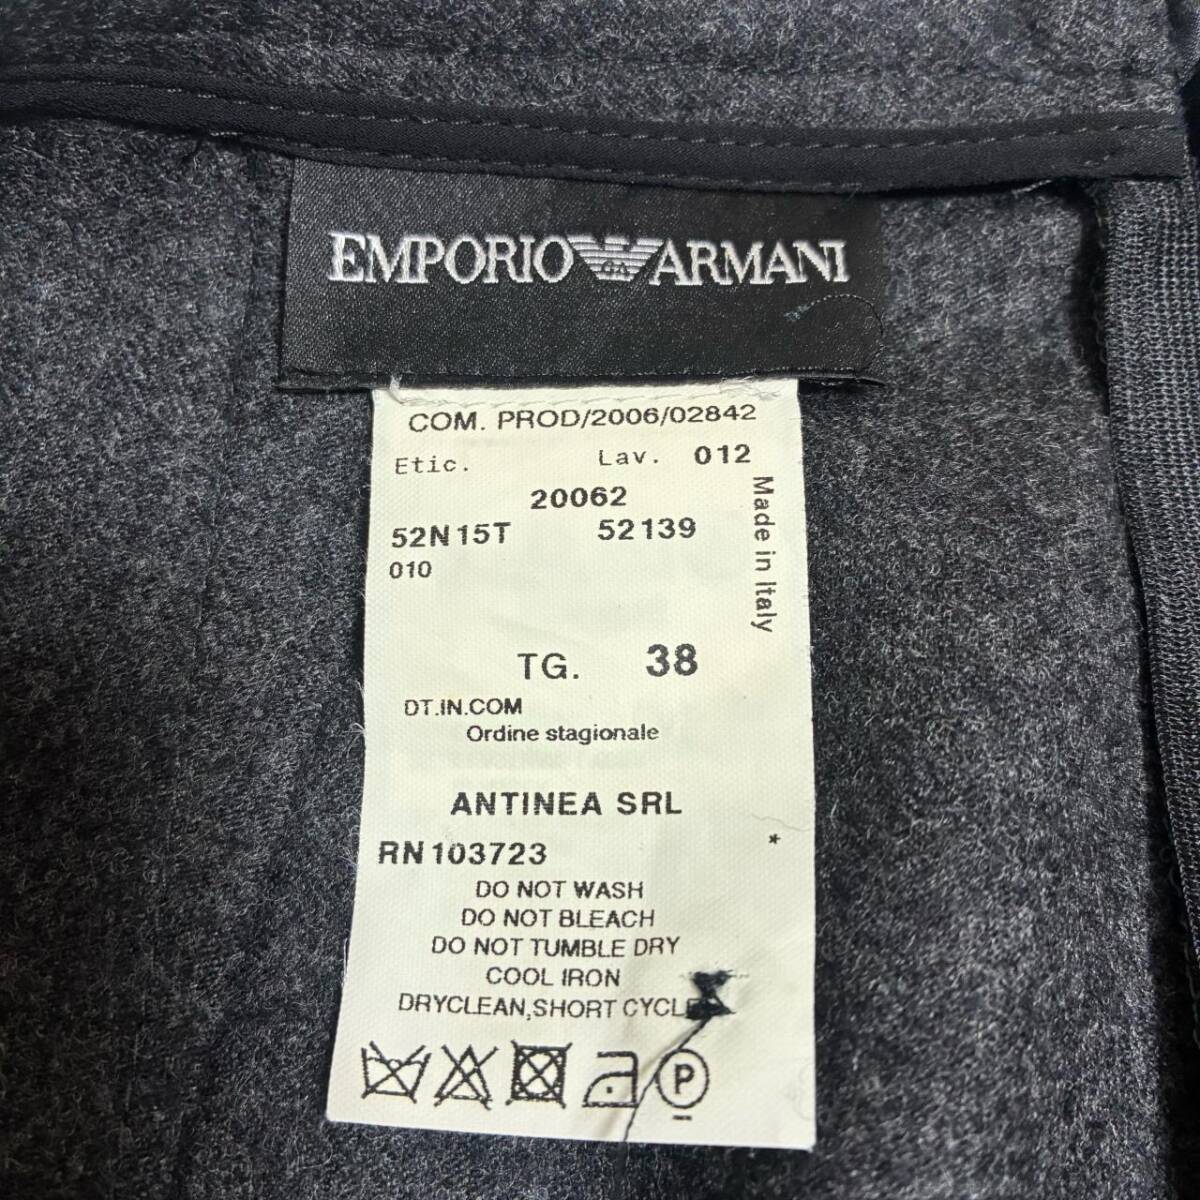 EMPORIO ARMANI
COM. PROD/2006/02842
Etic. Lav. 012
20062
52N15T 52139
010
Made in Italy
TG. 38
DT.IN.COM
Ordine stagionale
ANTINEA SRL
*
RN 103723
DO NOT WASH
DO NOT BLEACH
DO NOT TUMBLE DRY
COOL IRON
DRYCLEAN,SHORT CYCLE
P